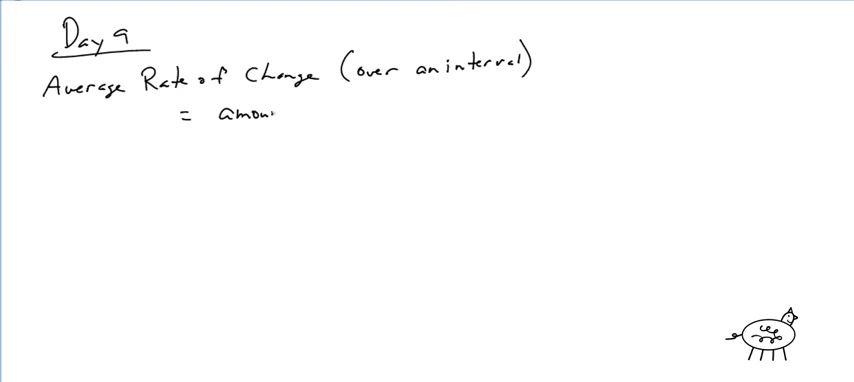 Day 9
Average Rate of Change (over an interval)
= amoun